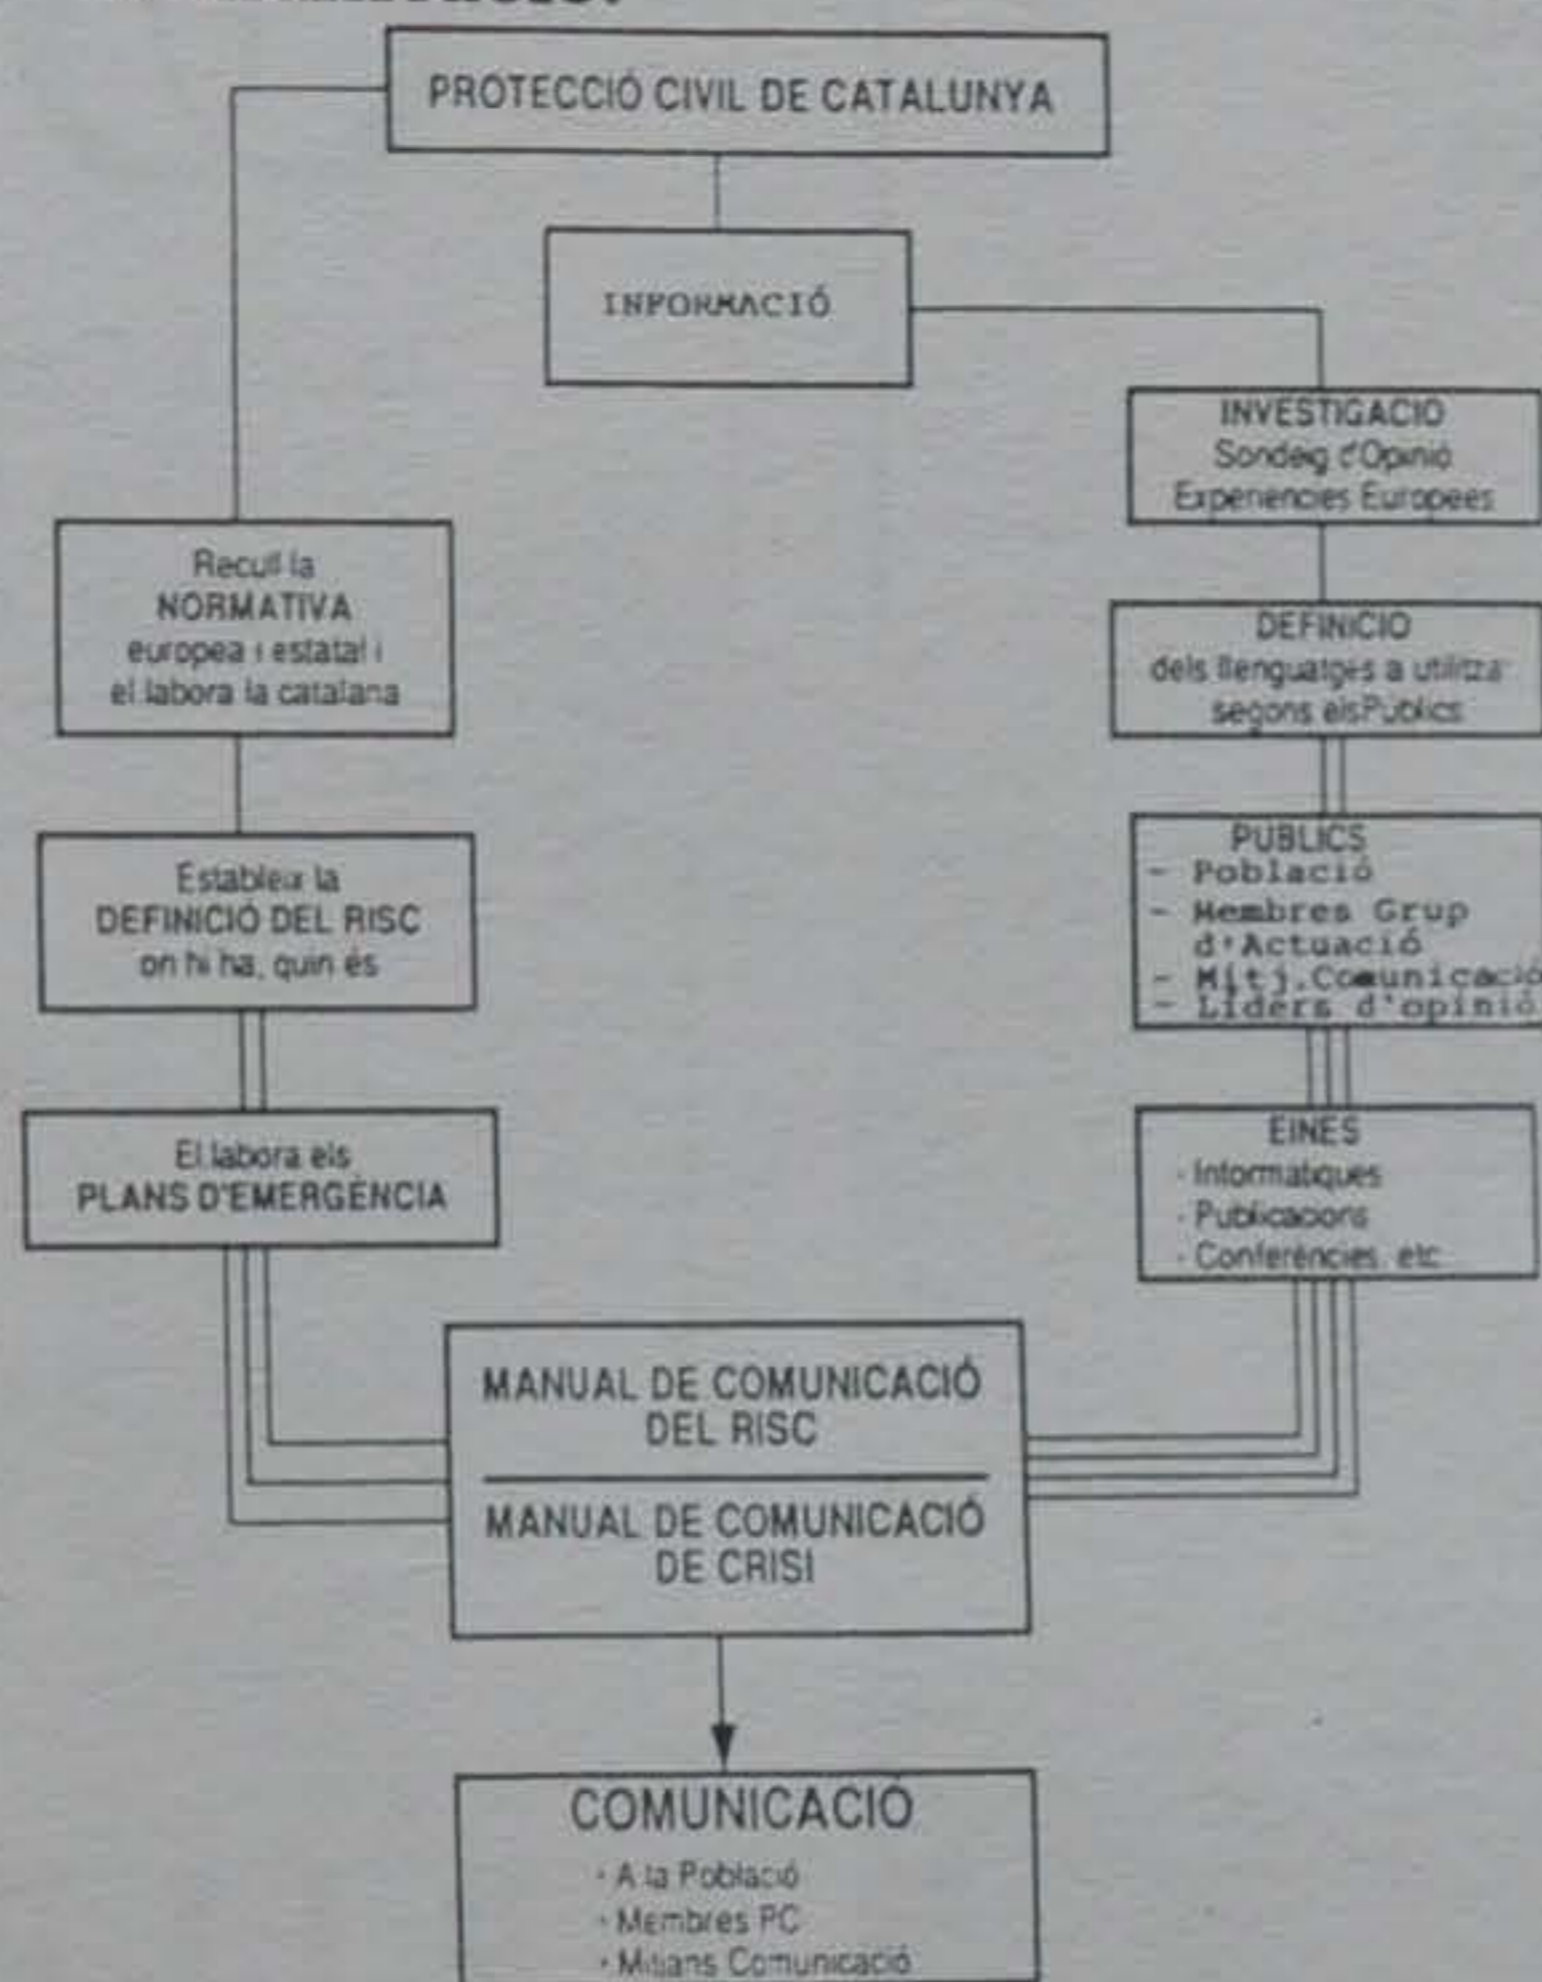 PROTECCIÓ CIVIL DE CATALUNYA
INFORMACIÓ
INVESTIGACIO
Sondeig d'Opinió
Experiencies Europees
Recull la
NORMATIVA
europea i estatal i
el.labora la catalana
DEFINICIO
dels llenguatges a utilitzar
segons els Públics
Estableix la
DEFINICIÓ DEL RISC
on hi ha, quin és
PUBLICS
- Població
- Membres Grup
d'Actuació
- Mitj.Comunicació
- Líders d'opinió
El.labora els
PLANS D'EMERGÈNCIA
EINES
- Informatiques
- Publicacions
- Conferències, etc
MANUAL DE COMUNICACIÓ
DEL RISC
MANUAL DE COMUNICACIÓ
DE CRISI
COMUNICACIÓ
· A la Població
· Membres PC
· Mitjans Comunicació